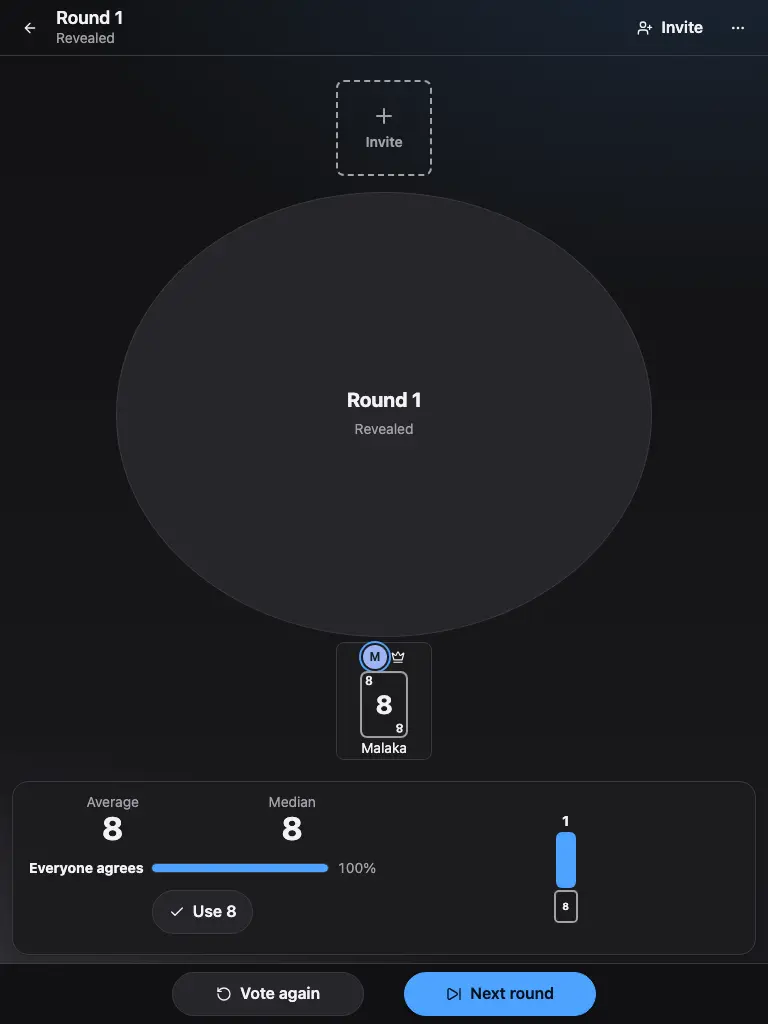 Round 1
Revealed
Invite
Invite
Round 1
Revealed
M
8
8
8
Malaka
Average
8
Median
8
Everyone agrees
100%
Use 8
1
8
Vote again
Next round